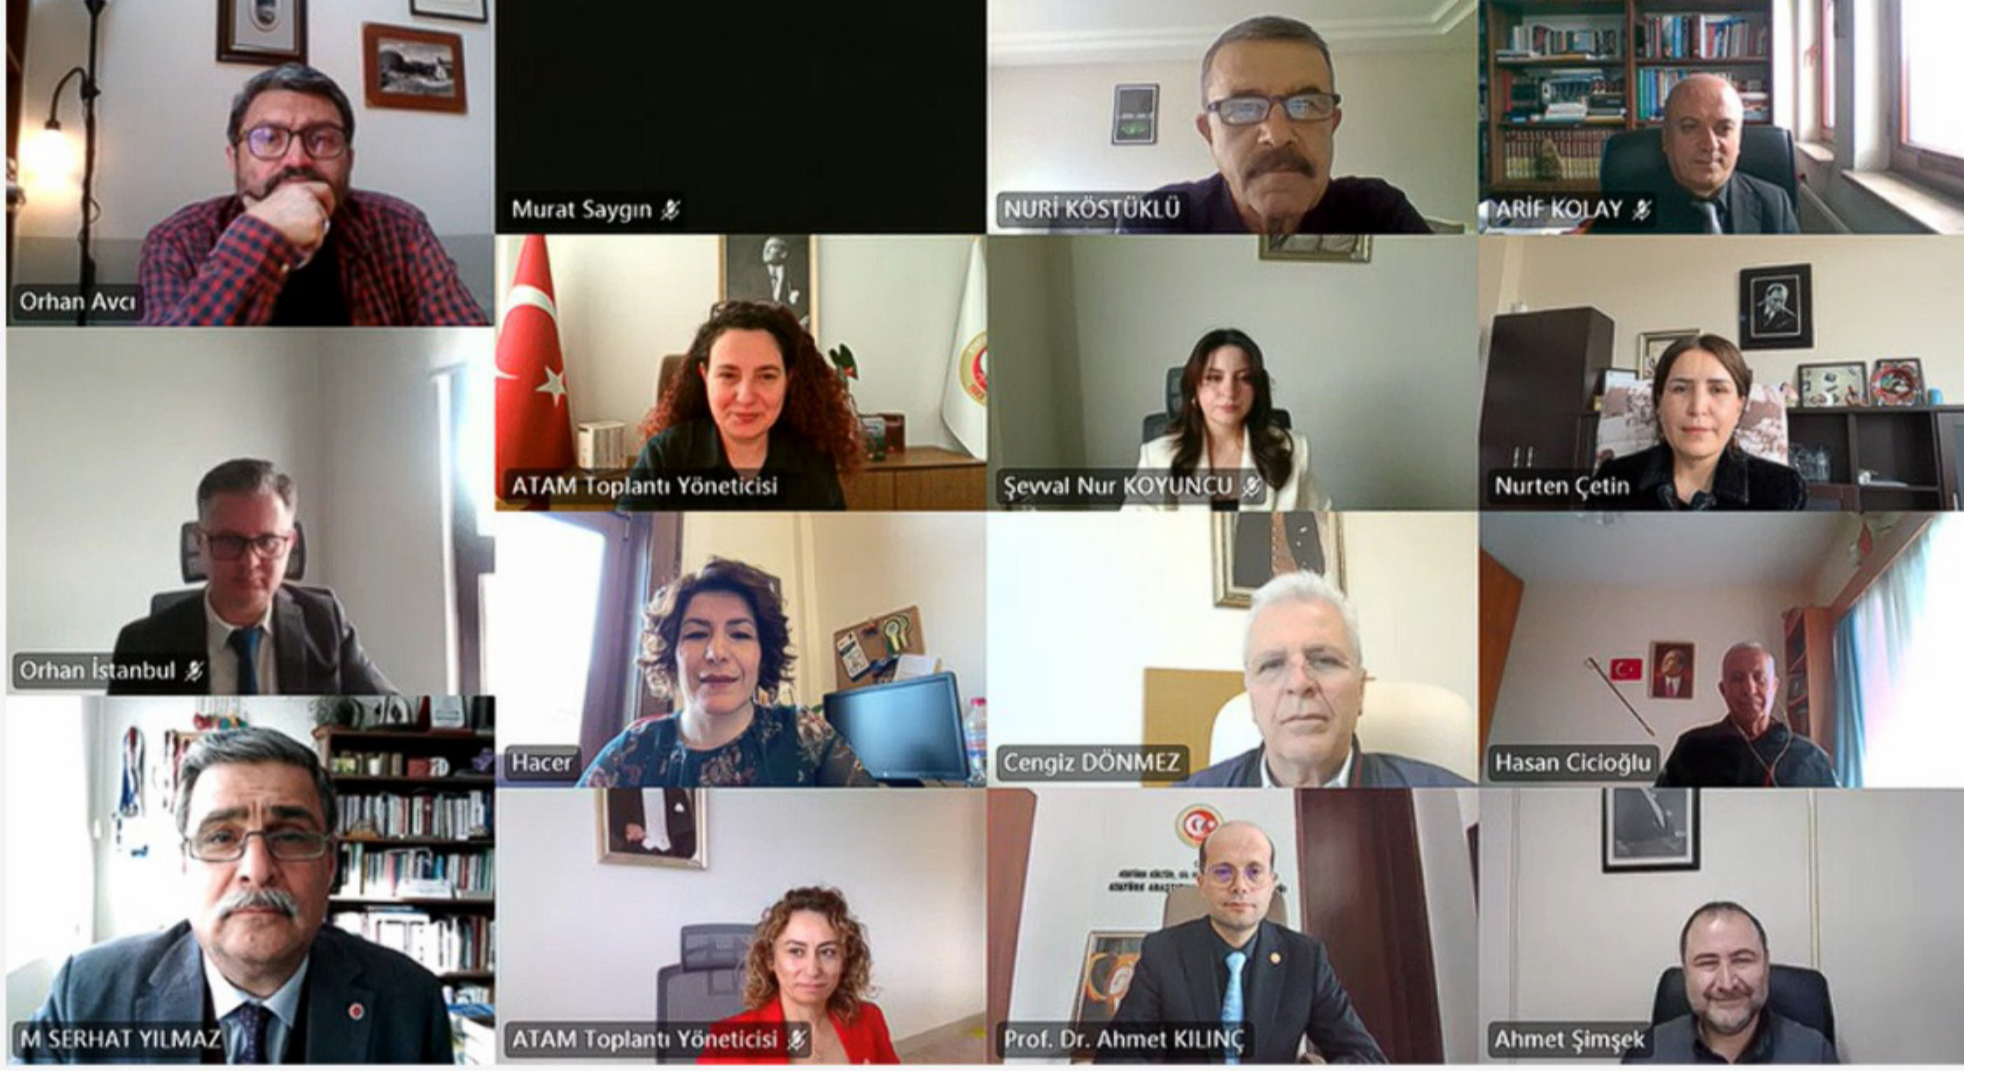 Orhan Avcı
Murat Saygın
NURİ KÖSTÜKLÜ
ARİF KOLAY
Orhan İstanbul
ATAM Toplantı Yöneticisi
Şevval Nur KOYUNCU
Nurten Çetin
Hacer
Cengiz DÖNMEZ
Hasan Cicioğlu
M SERHAT YILMAZ
ATAM Toplantı Yöneticisi
Prof. Dr. Ahmet KILINÇ
Ahmet Şimşek